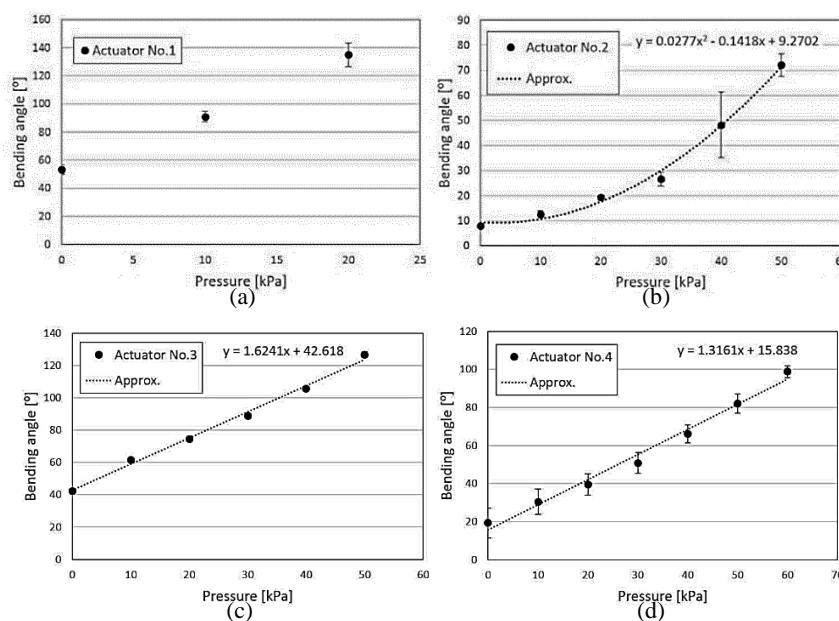 Actuator No.1
Bending angle [°]
160
140
120
100
80
60
40
20
0
0 5 10 15 20 25
Pressure [kPa]
(a)
y = 0.0277x² - 0.1418x + 9.2702
Actuator No.2
Approx.
Bending angle [°]
90
80
70
60
50
40
30
20
10
0
0 10 20 30 40 50 60
Pressure [kPa]
(b)
y = 1.6241x + 42.618
Actuator No.3
Approx.
Bending angle [°]
140
120
100
80
60
40
20
0
0 10 20 30 40 50 60
Pressure [kPa]
(c)
y = 1.3161x + 15.838
Actuator No.4
Approx.
Bending angle [°]
120
100
80
60
40
20
0
0 10 20 30 40 50 60 70
Pressure [kPa]
(d)